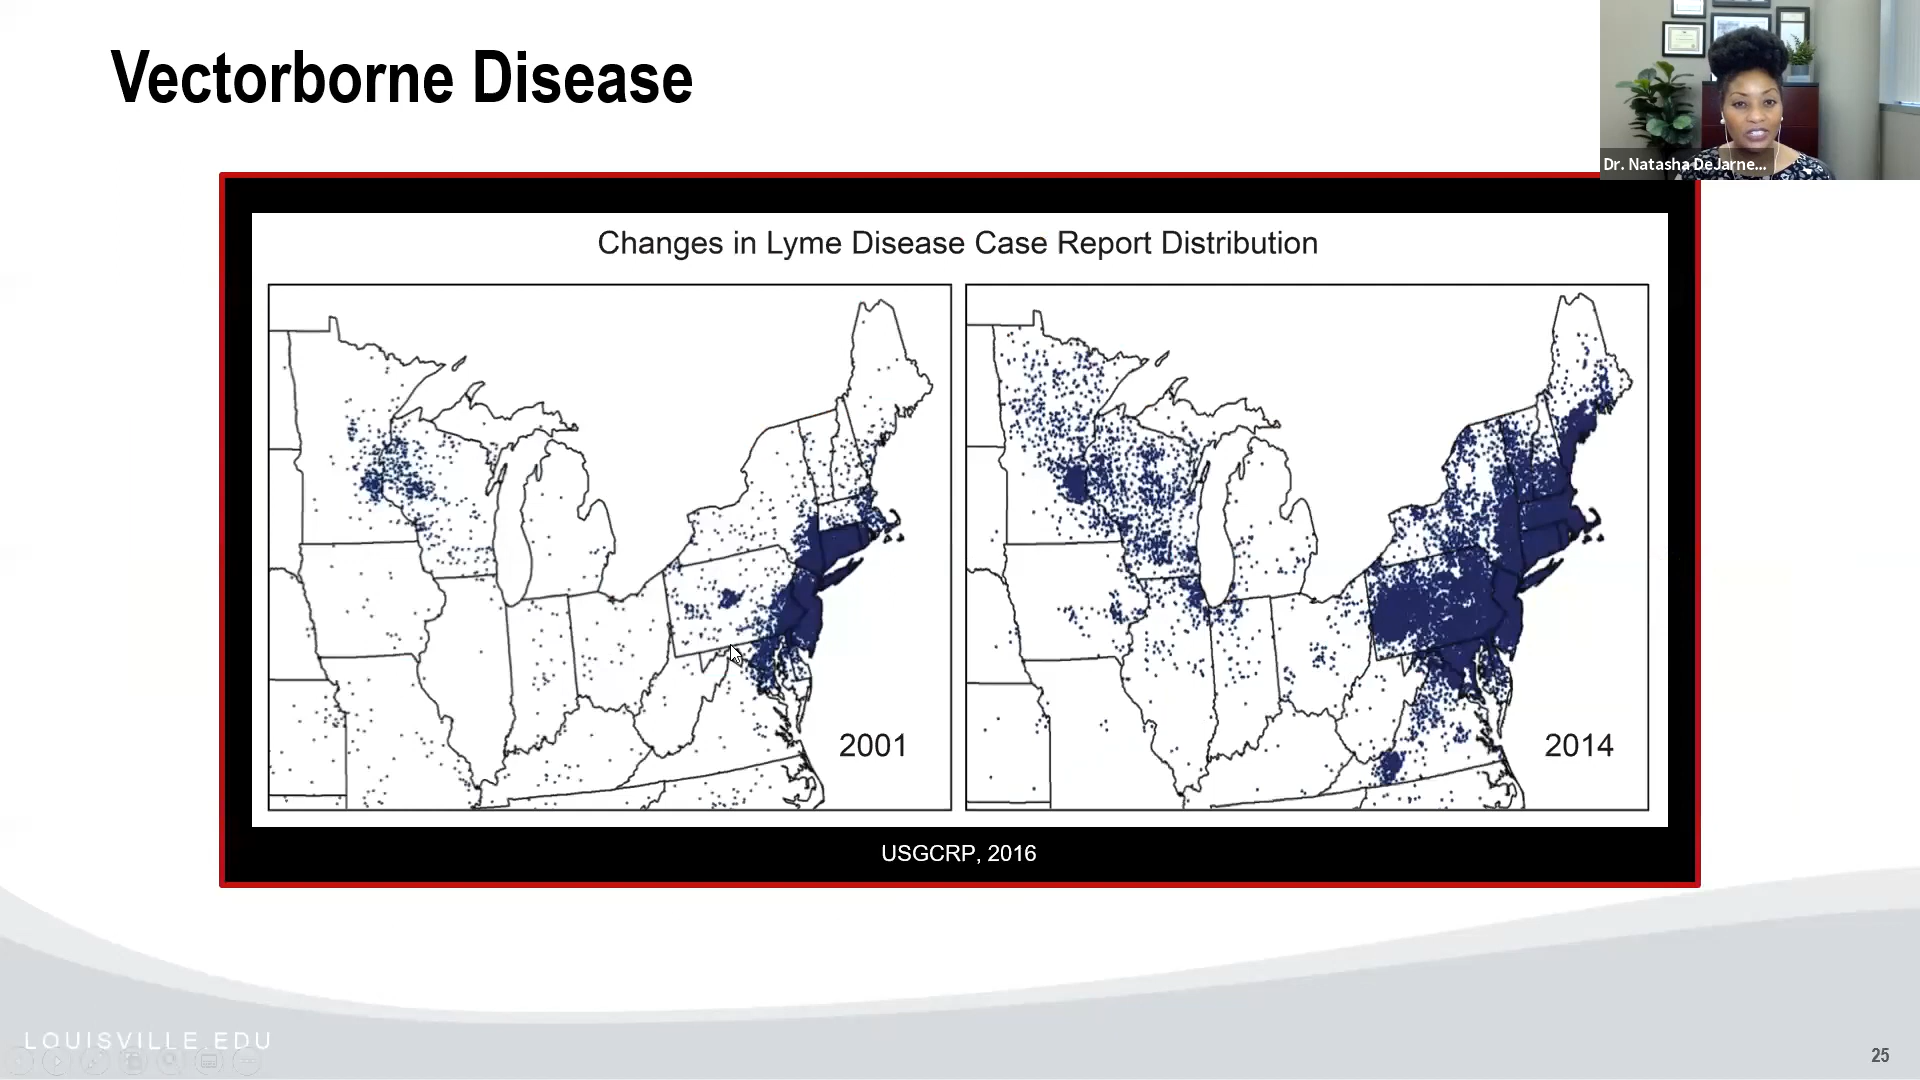 Vectorborne Disease
Dr. Natasha DeJarne...
Changes in Lyme Disease Case Report Distribution
2001
2014
USGCRP, 2016
LOUISVILLE.EDU
25